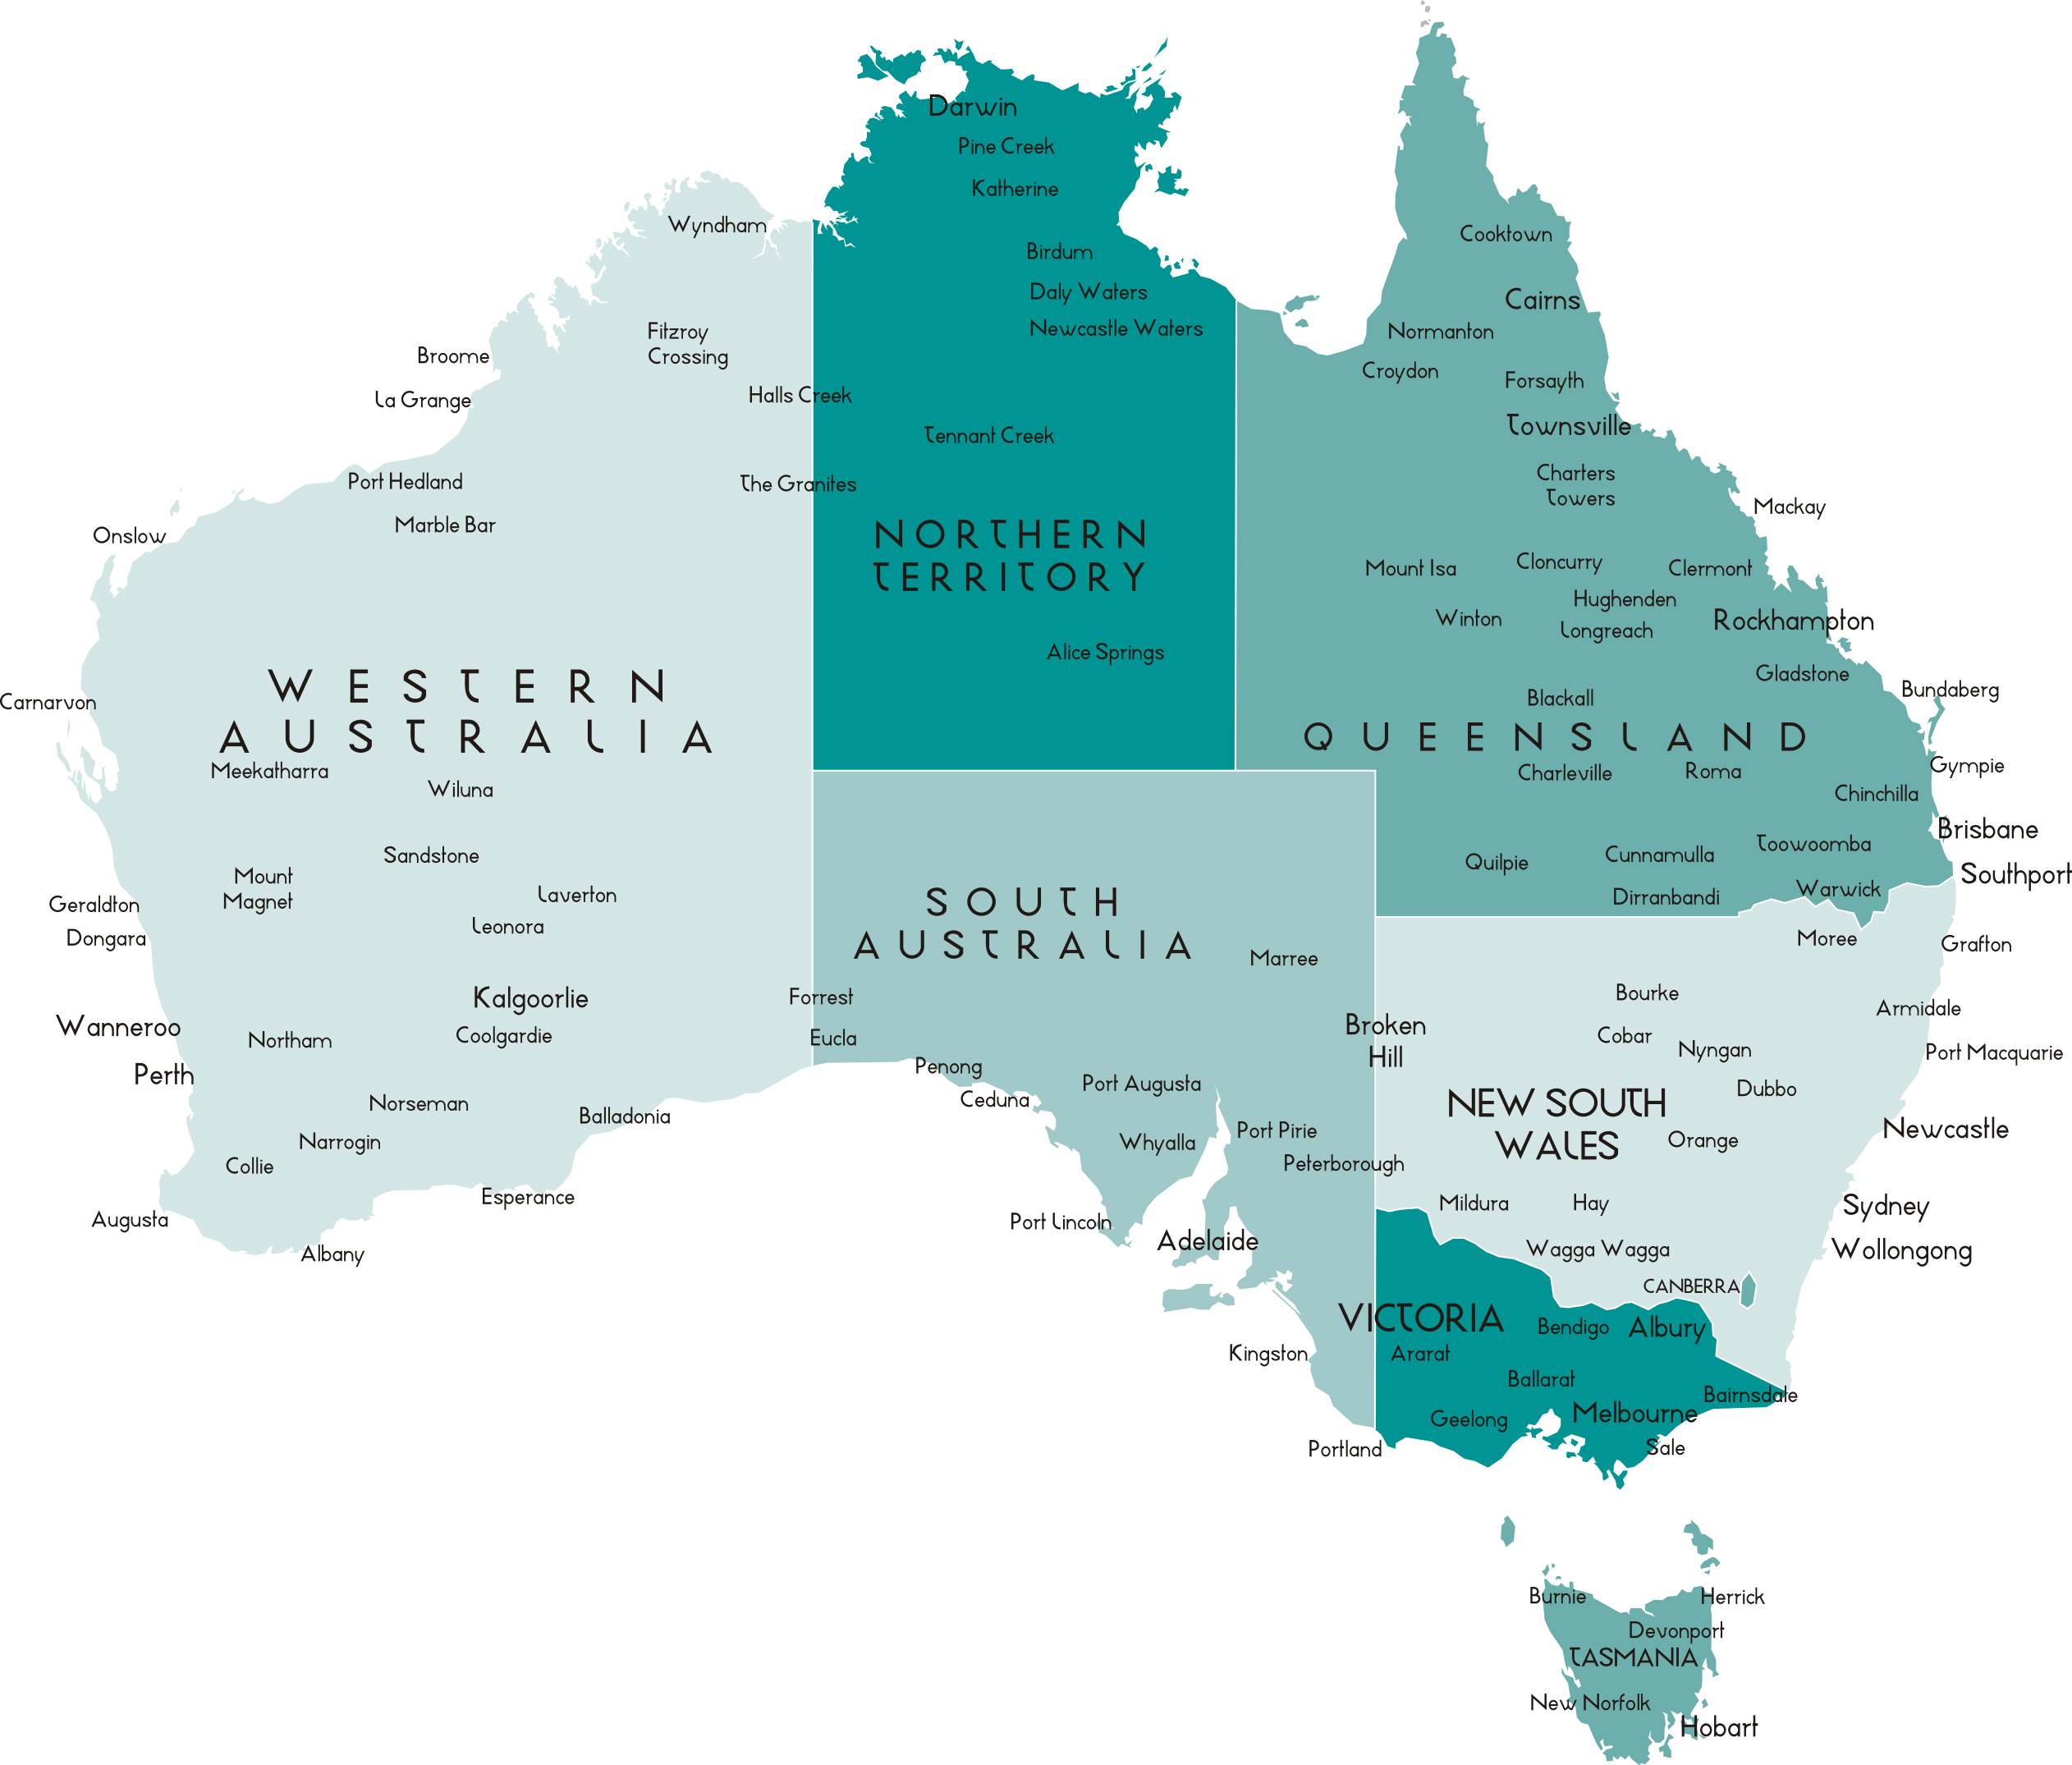 Darwin
Pine Creek
Katherine
Wyndham
Birdum
Daly Waters
Newcastle Waters
Fitzroy
Crossing
Broome
La Grange
Halls Creek
Tennant Creek
Port Hedland
The Granites
Marble Bar
Onslow
NORTHERN
TERRITORY
Alice Springs
Cooktown
Cairns
Normanton
Croydon
Forsayth
Townsville
Charters
Towers
Mackay
Mount Isa
Cloncurry
Clermont
Hughenden
Winton
Longreach
Rockhampton
Gladstone
Bundaberg
Blackall
QUEENSLAND
Charleville
Roma
Gympie
Chinchilla
Brisbane
Toowoomba
Quilpie
Cunnamulla
Southport
Warwick
Dirranbandi
WESTERN
AUSTRALIA
Carnarvon
Meekatharra
Wiluna
Sandstone
Mount
Magnet
Geraldton
Laverton
Dongara
Leonora
Kalgoorlie
Wanneroo
Northam
Coolgardie
Perth
Norseman
Balladonia
Narrogin
Collie
Esperance
Augusta
Albany
Forrest
Eucla
SOUTH
AUSTRALIA
Marree
Penong
Ceduna
Port Augusta
Whyalla
Port Pirie
Peterborough
Port Lincoln
Adelaide
Kingston
Moree
Grafton
Bourke
Armidale
Broken
Hill
Cobar
Nyngan
Port Macquarie
Dubbo
NEW SOUTH
WALES
Newcastle
Orange
Mildura
Hay
Sydney
Wagga Wagga
Wollongong
CANBERRA
VICTORIA
Bendigo
Albury
Ararat
Ballarat
Bairnsdale
Geelong
Melbourne
Portland
Sale
Burnie
Herrick
Devonport
TASMANIA
New Norfolk
Hobart